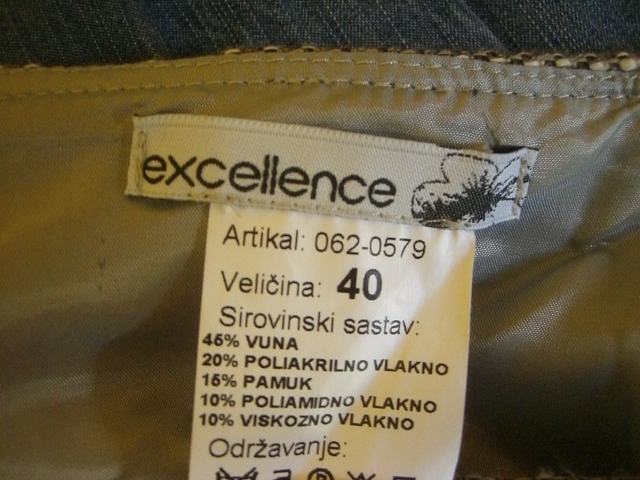 excellence
Artikal: 062-0579
Veličina: 40
Sirovinski sastav:
45% VUNA
20% POLIAKRILNO VLAKNO
15% PAMUK
10% POLIAMIDNO VLAKNO
10% VISKOZNO VLAKNO
Održavanje: